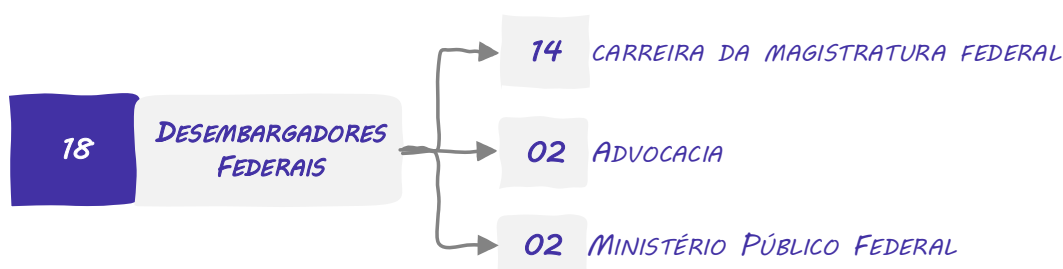 18
Desembargadores
Federais
14 carreira da magistratura federal
02 Advocacia
02 Ministério Público Federal